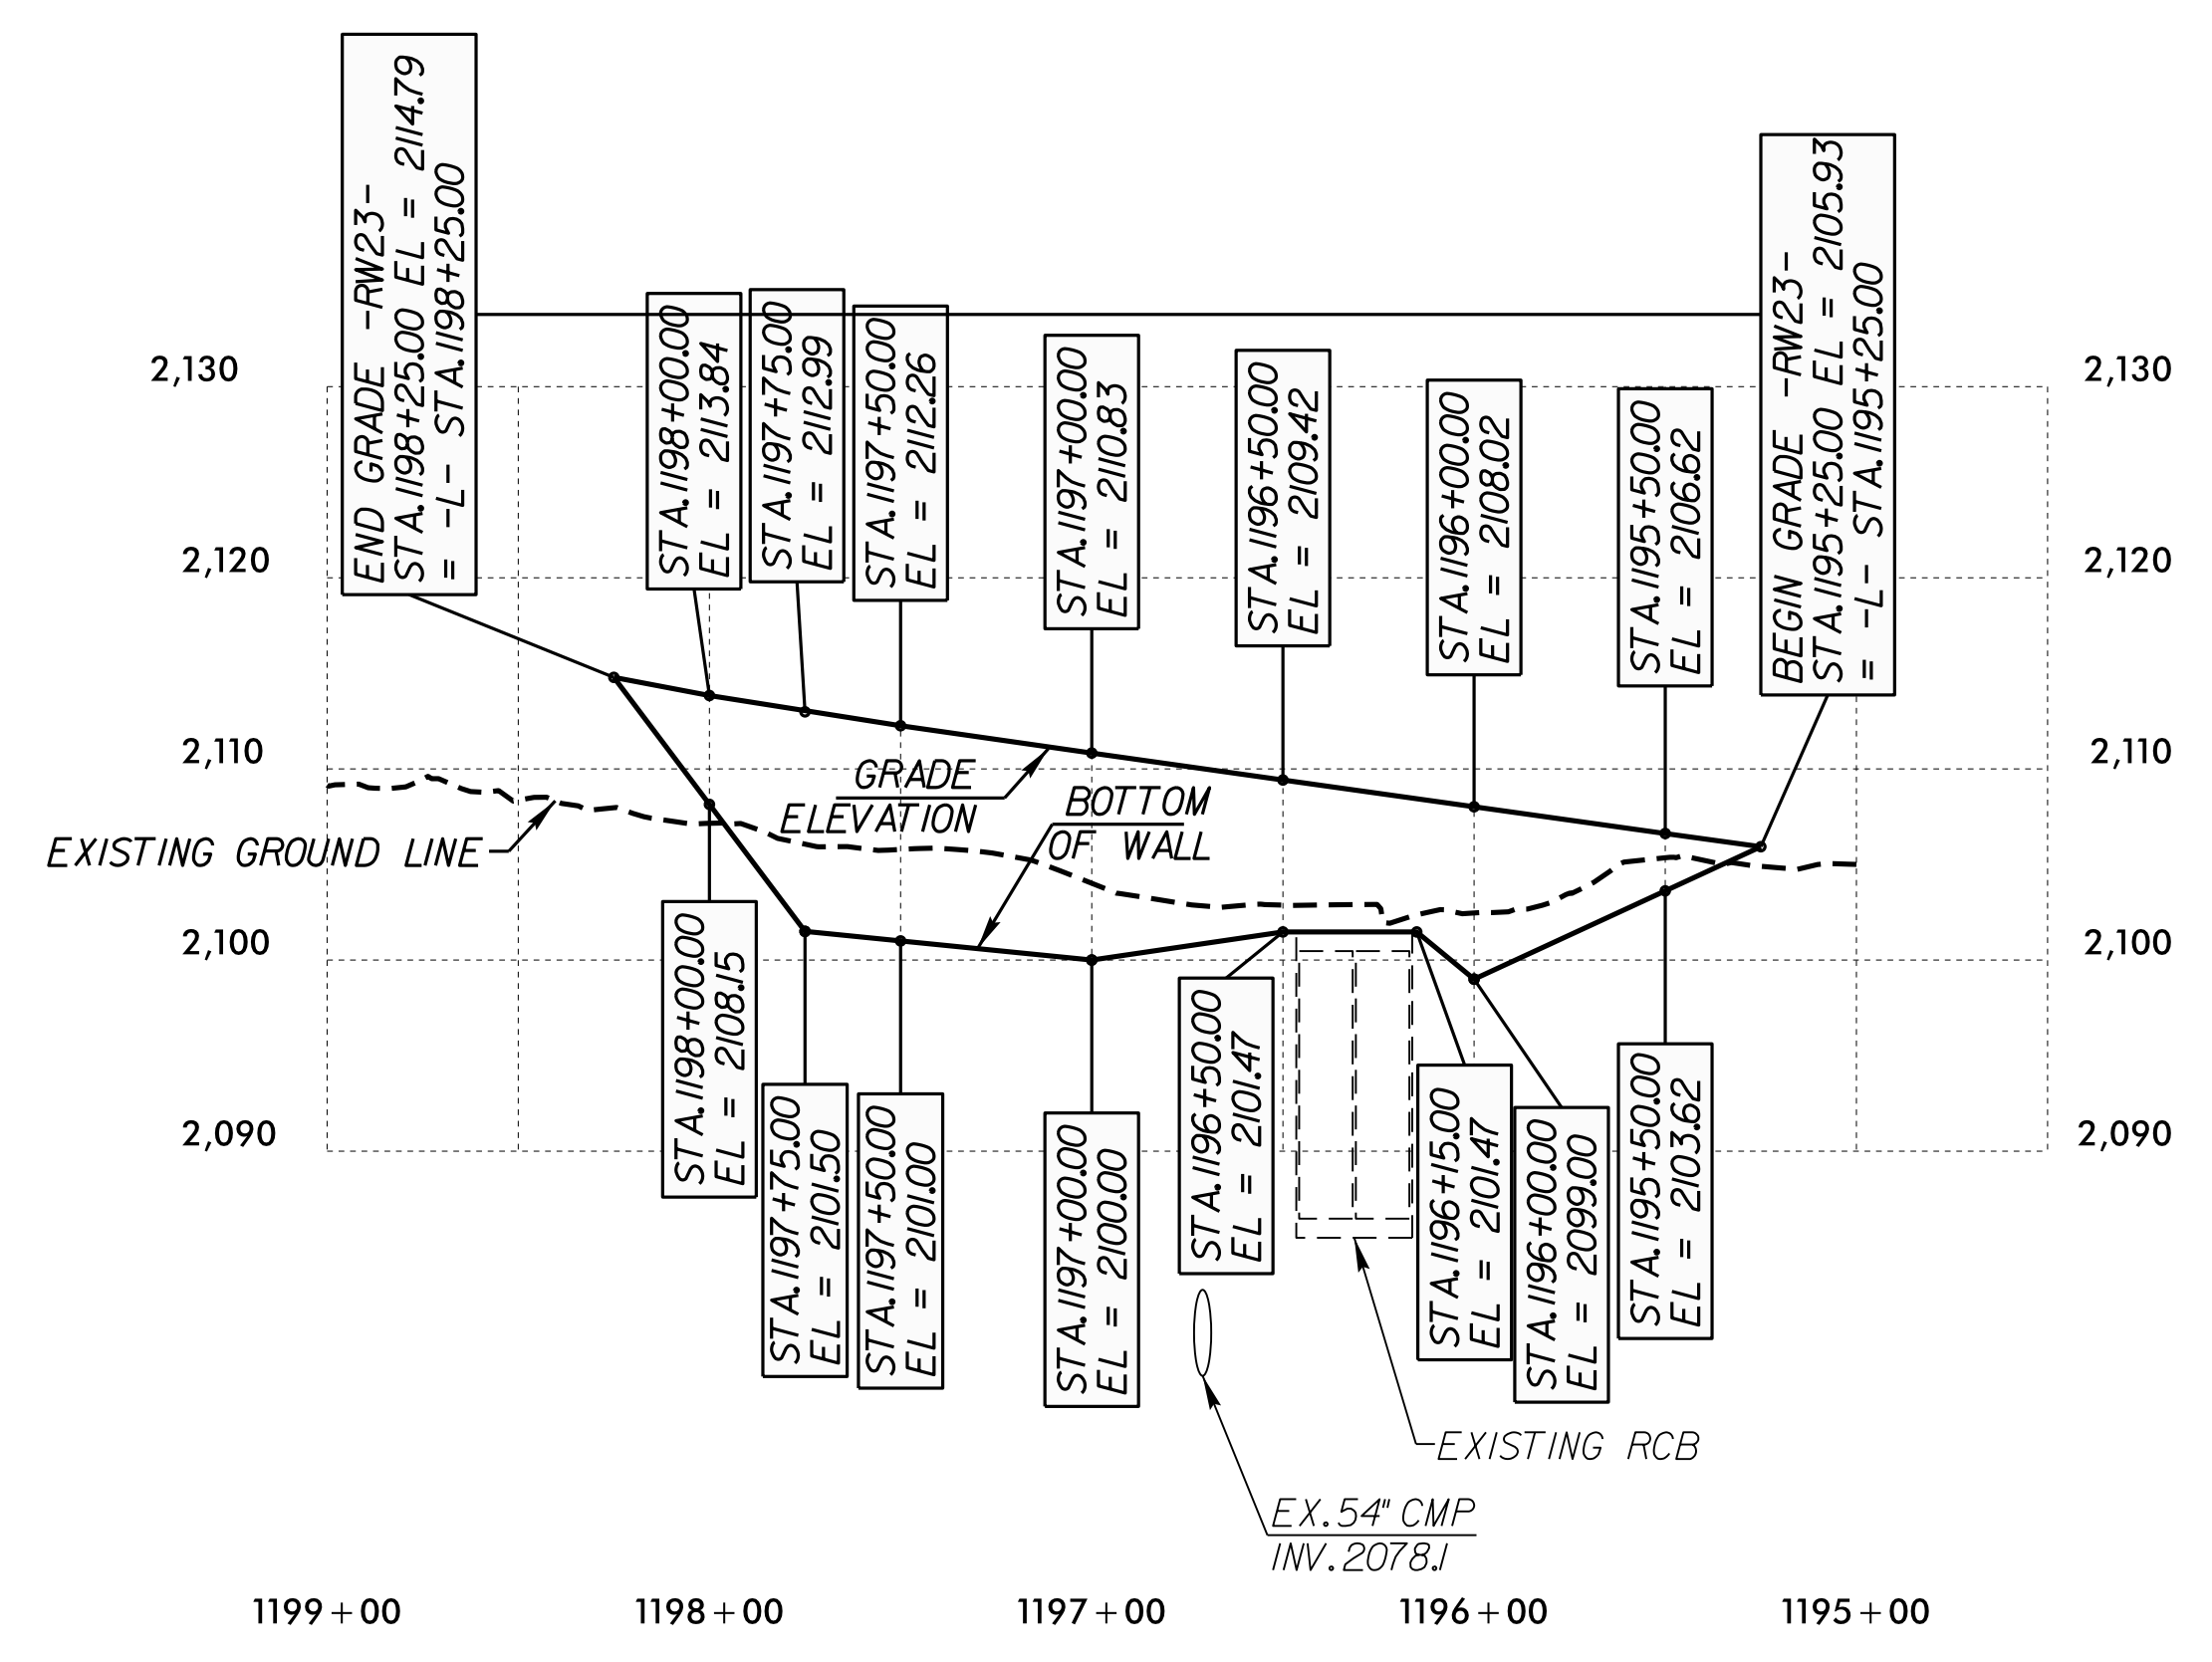 END GRADE -RW23-
STA.1198+25.00 EL = 2114.79
= -L- STA.1198+25.00
STA.1198+00.00
EL = 2113.84
STA.1197+75.00
EL = 2112.99
STA.1197+50.00
EL = 2112.26
STA.1197+00.00
EL = 2110.83
STA.1196+50.00
EL = 2109.42
STA.1196+00.00
EL = 2108.02
STA.1195+50.00
EL = 2106.62
BEGIN GRADE -RW23-
STA.1195+25.00 EL = 2105.93
= -L- STA.1195+25.00
2,130
2,130
2,120
2,120
2,110
2,110
GRADE
ELEVATION
BOTTOM
OF WALL
EXISTING GROUND LINE
2,100
2,100
2,090
2,090
STA.1198+00.00
EL = 2108.15
STA.1197+75.00
EL = 2101.50
STA.1197+50.00
EL = 2101.00
STA.1197+00.00
EL = 2100.00
STA.1196+50.00
EL = 2101.47
STA.1196+15.00
EL = 2101.47
STA.1196+00.00
EL = 2099.00
STA.1195+50.00
EL = 2103.62
EXISTING RCB
EX. 54" CMP
INV. 2078.1
1199+00
1198+00
1197+00
1196+00
1195+00